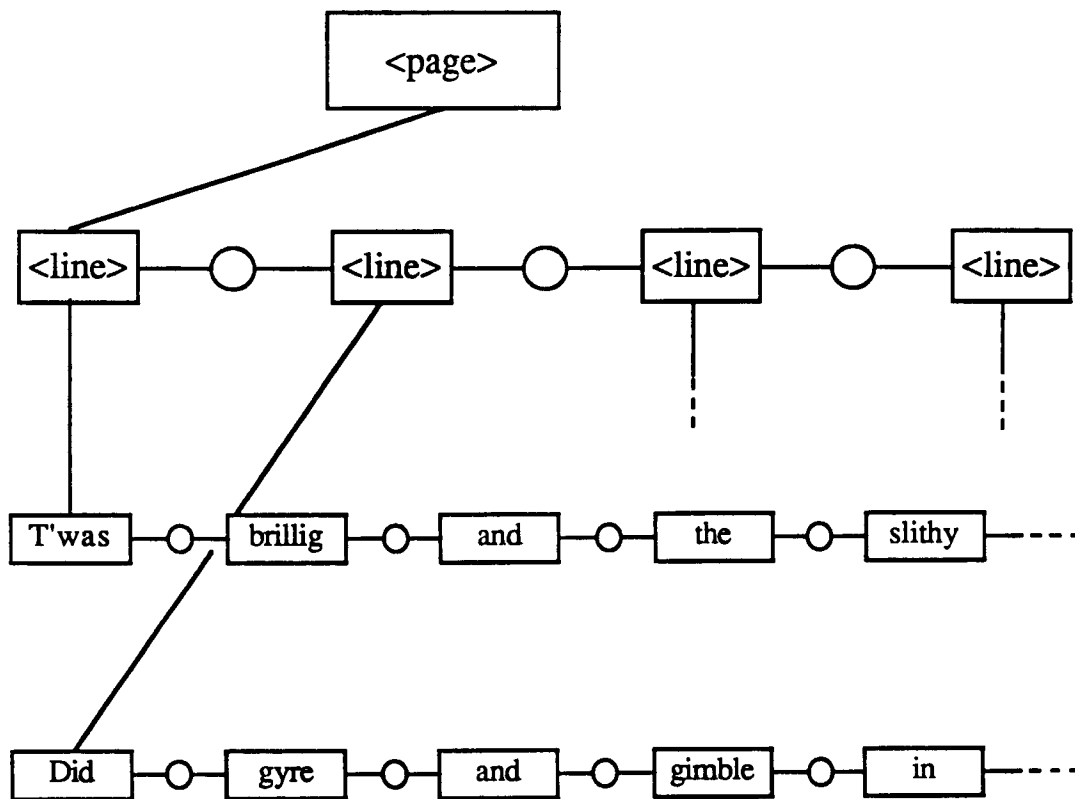 <page>
<line> <line> <line> <line>
T'was brillig and the slithy
Did gyre and gimble in